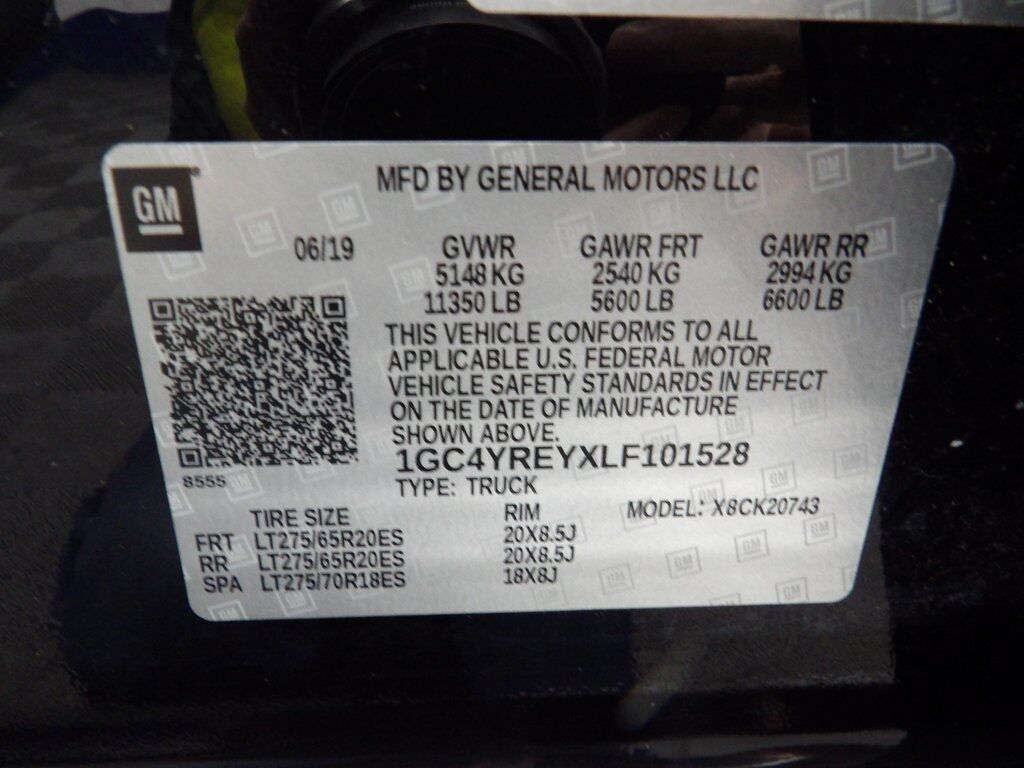 GM
MFD BY GENERAL MOTORS LLC
06/19
GVWR GAWR FRT GAWR RR
5148 KG 2540 KG 2994 KG
11350 LB 5600 LB 6600 LB
THIS VEHICLE CONFORMS TO ALL
APPLICABLE U.S. FEDERAL MOTOR
VEHICLE SAFETY STANDARDS IN EFFECT
ON THE DATE OF MANUFACTURE
SHOWN ABOVE.
1GC4YREYXLF101528
8555
TYPE: TRUCK
MODEL: X8CK20743
TIRE SIZE RIM
FRT LT275/65R20ES 20X8.5J
RR LT275/65R20ES 20X8.5J
SPA LT275/70R18ES 18X8J